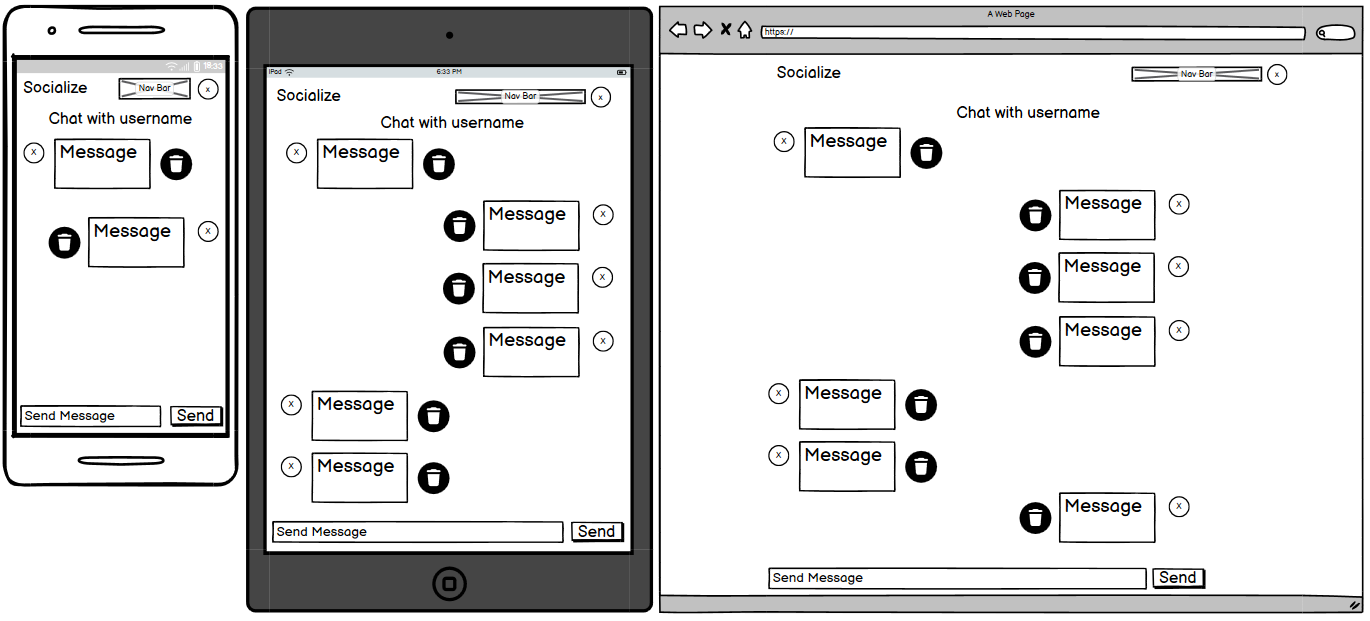 18:33
Socialize
Nav Bar
x
Chat with username
x
Message
Message
x
Send Message
Send
iPad
6:33 PM
Socialize
Nav Bar
x
Chat with username
x
Message
Message
x
Message
x
Message
x
x
Message
x
Message
Send Message
Send
A Web Page
https://
Socialize
Nav Bar
x
Chat with username
x
Message
Message
x
Message
x
Message
x
x
Message
x
Message
Message
x
Send Message
Send